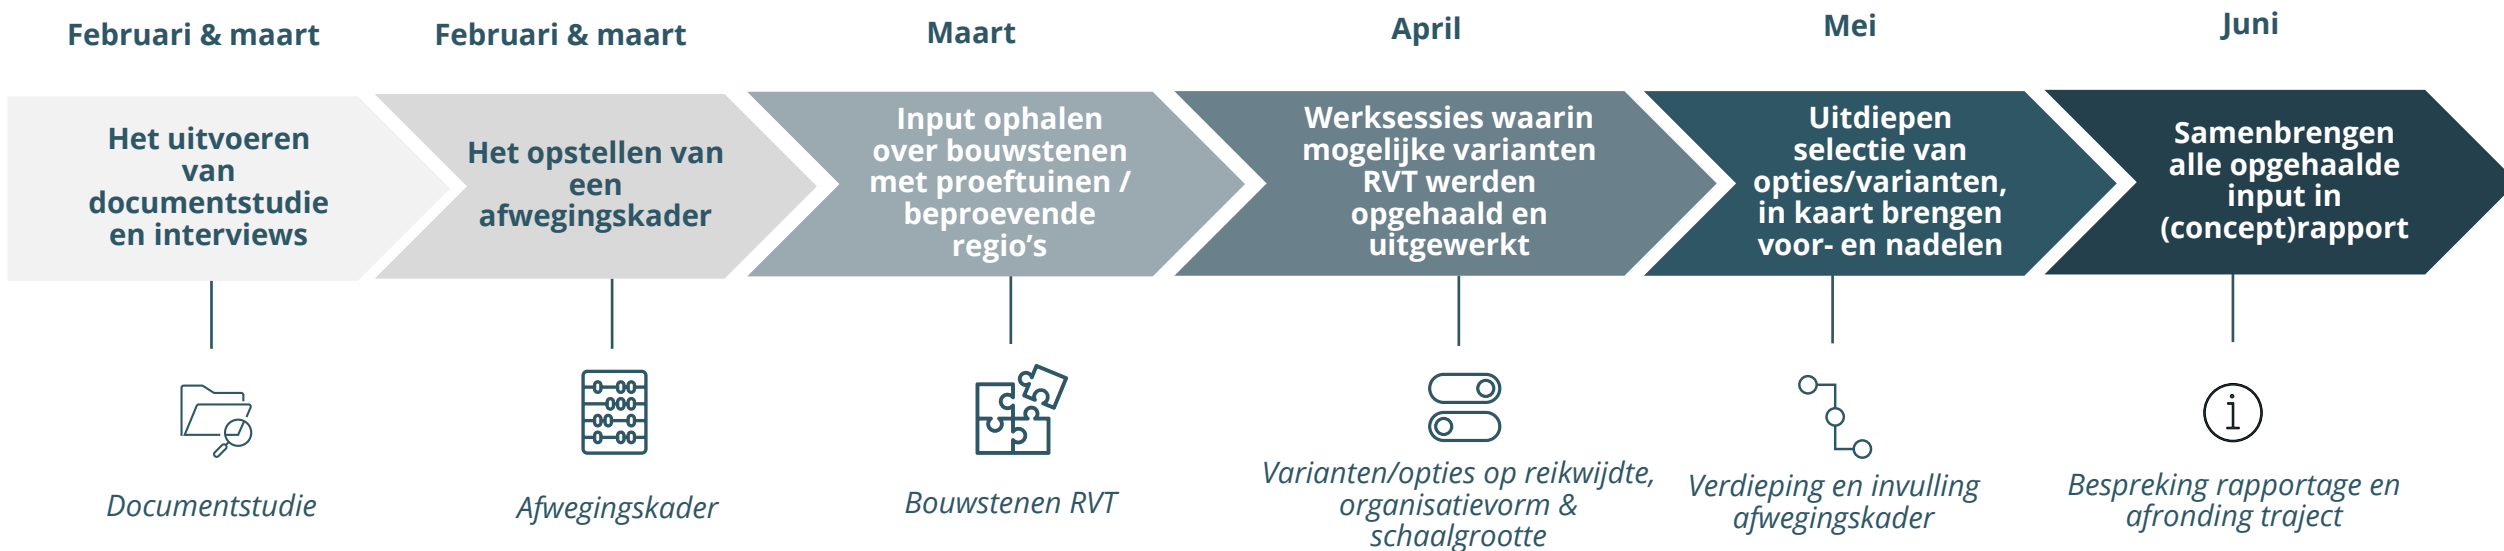 Februari & maart
Het uitvoeren
van
documentstudie
en interviews
Documentstudie
Februari & maart
Het opstellen van
een
afwegingskader
Afwegingskader
Maart
Input ophalen
over bouwstenen
met proeftuinen /
beproevende
regio's
Bouwstenen RVT
April
Werksessies waarin
mogelijke varianten
RVT werden
opgehaald en
uitgewerkt
Varianten/opties op reikwijdte,
organisatievorm &
schaalgrootte
Mei
Uitdiepen
selectie van
opties/varianten,
in kaart brengen
voor- en nadelen
Verdieping en invulling
afwegingskader
Juni
Samenbrengen
alle opgehaalde
input in
(concept)rapport
Bespreking rapportage en
afronding traject